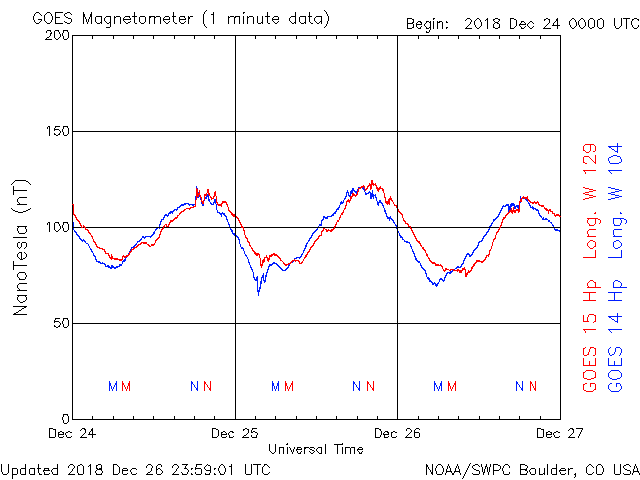 GOES Magnetometer (1 minute data)
Begin: 2018 Dec 24 0000 UTC
200
150
100
50
0
NanoTesla (nT)
M M N N M M N N M M N N
Dec 24 Dec 25 Dec 26 Dec 27
Universal Time
GOES 15 Hp Long. W 129
GOES 14 Hp Long. W 104
Updated 2018 Dec 26 23:59:01 UTC
NOAA/SWPC Boulder, CO USA